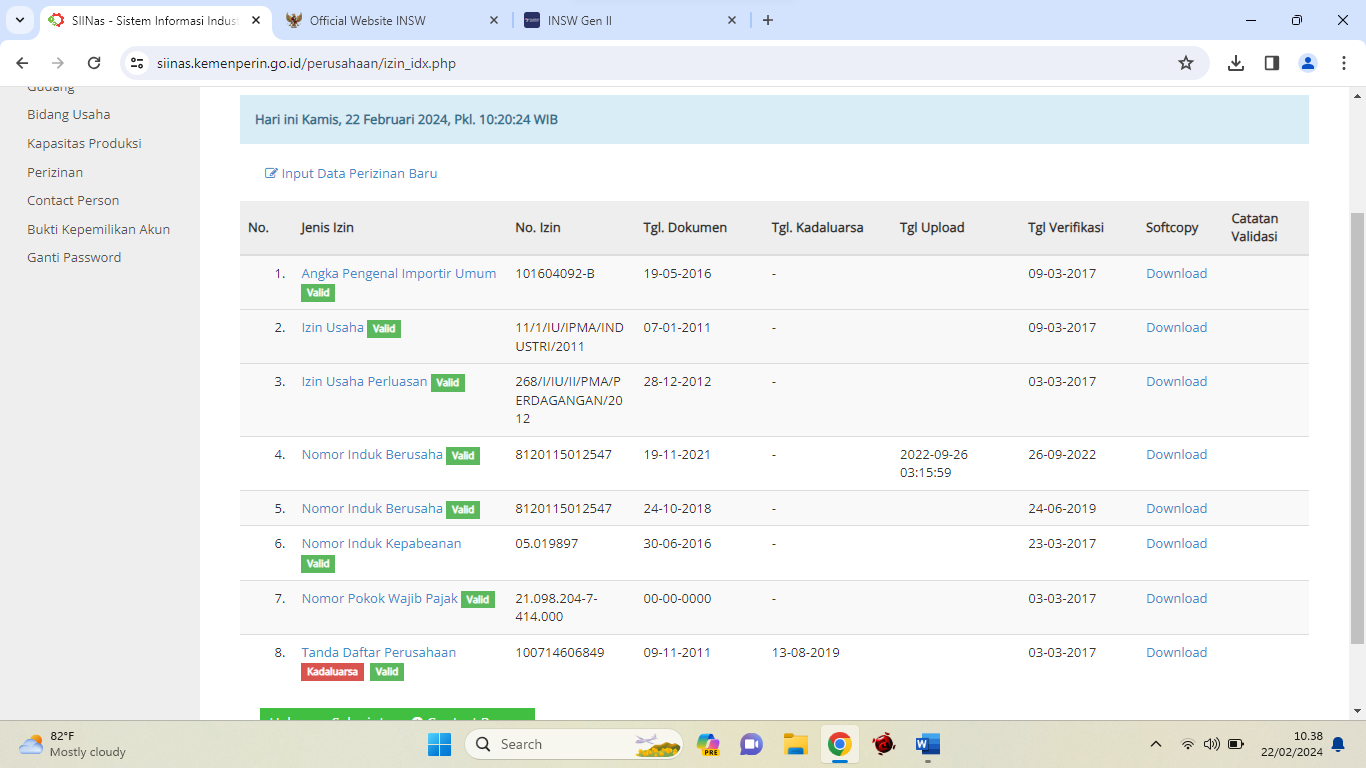 SIINas - Sistem Informasi Indust
Official Website INSW
INSW Gen II
siinas.kemenperin.go.id/perusahaan/izin_idx.php
Gudang
Bidang Usaha
Kapasitas Produksi
Perizinan
Contact Person
Bukti Kepemilikan Akun
Ganti Password
Hari ini Kamis, 22 Februari 2024, Pkl. 10:20:24 WIB
Input Data Perizinan Baru
No. Jenis Izin No. Izin Tgl. Dokumen Tgl. Kadaluarsa Tgl Upload Tgl Verifikasi Softcopy Catatan
Validasi
1. Angka Pengenal Importir Umum 101604092-B 19-05-2016 - 09-03-2017 Download
Valid
2. Izin Usaha Valid 11/1/IU/IPMA/IND 07-01-2011 - 09-03-2017 Download
USTRI/2011
3. Izin Usaha Perluasan Valid 268/I/IU/II/PMA/P 28-12-2012 - 03-03-2017 Download
ERDAGANGAN/20
12
4. Nomor Induk Berusaha Valid 8120115012547 19-11-2021 - 2022-09-26 26-09-2022 Download
03:15:59
5. Nomor Induk Berusaha Valid 8120115012547 24-10-2018 - 24-06-2019 Download
6. Nomor Induk Kepabeanan 05.019897 30-06-2016 - 23-03-2017 Download
Valid
7. Nomor Pokok Wajib Pajak Valid 21.098.204-7- 00-00-0000 - 03-03-2017 Download
414.000
8. Tanda Daftar Perusahaan 100714606849 09-11-2011 13-08-2019 03-03-2017 Download
Kadaluarsa Valid
82°F
Mostly cloudy
Search
PRE
W
10.38
22/02/2024